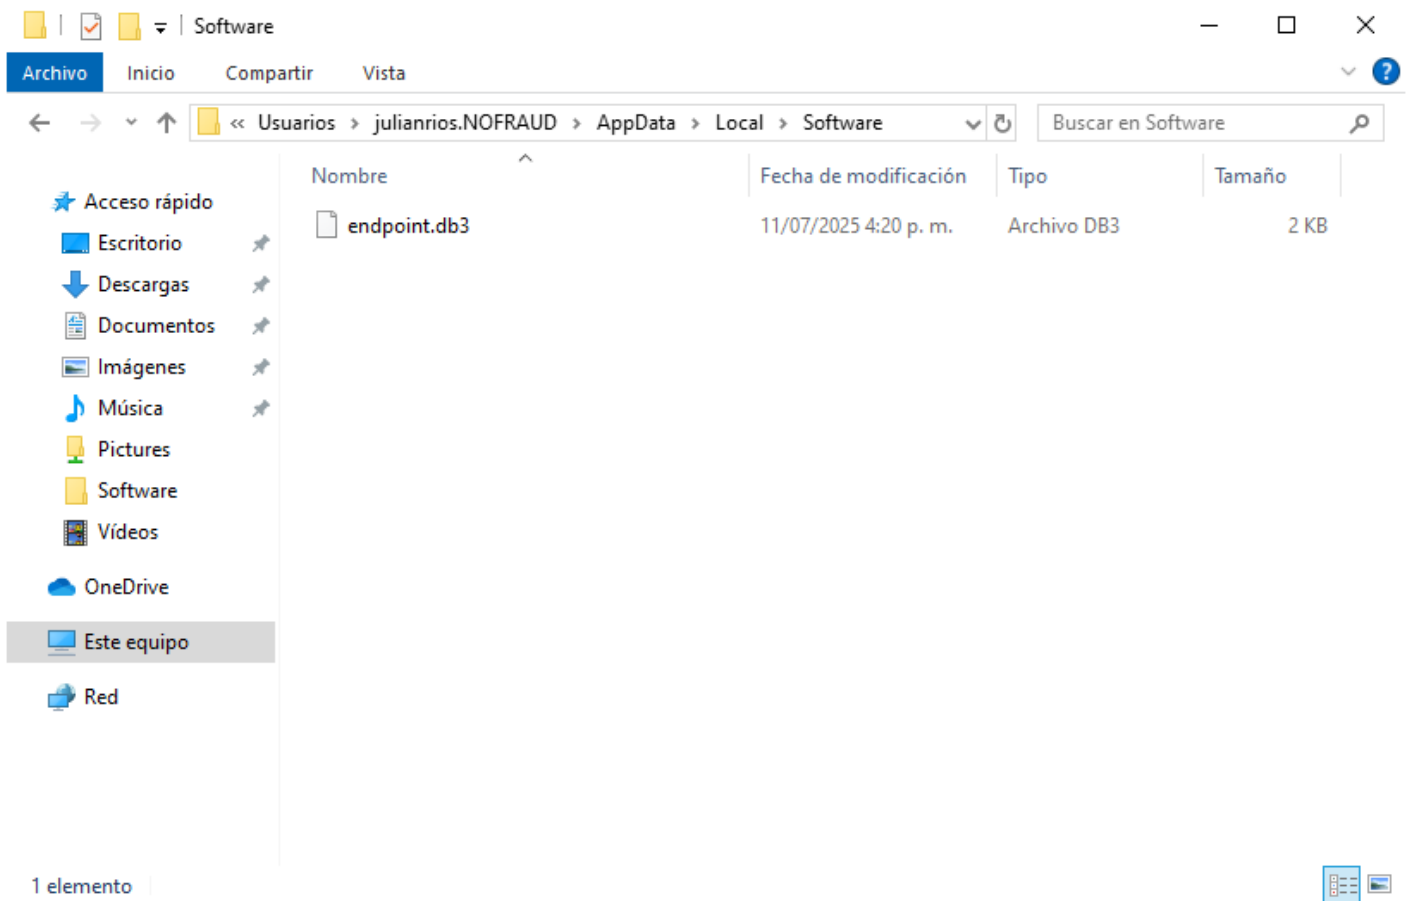 Software
Archivo Inicio Compartir Vista
« Usuarios > julianrios.NOFRAUD > AppData > Local > Software
Buscar en Software
Nombre Fecha de modificación Tipo Tamaño
endpoint.db3 11/07/2025 4:20 p. m. Archivo DB3 2 KB
Acceso rápido
Escritorio
Descargas
Documentos
Imágenes
Música
Pictures
Software
Vídeos
OneDrive
Este equipo
Red
1 elemento